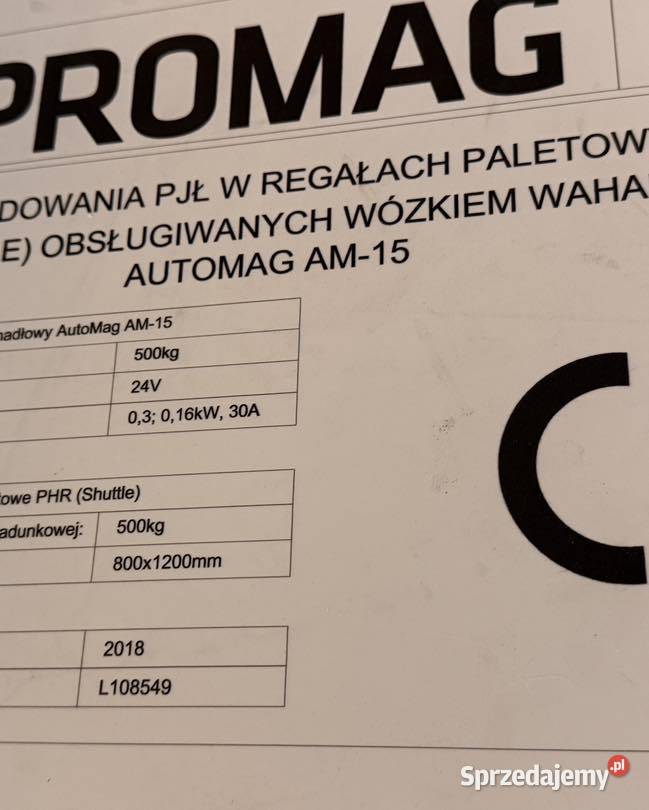 PROMAG
DOWANIA PJŁ W REGAŁACH PALETOW
E) OBSŁUGIWANYCH WÓZKIEM WAHA
AUTOMAG AM-15
hadłowy AutoMag AM-15
500kg
24V
0,3; 0,16kW, 30A
towe PHR (Shuttle)
adunkowej: 500kg
800x1200mm
2018
L108549
C
Sprzedajemy.pl